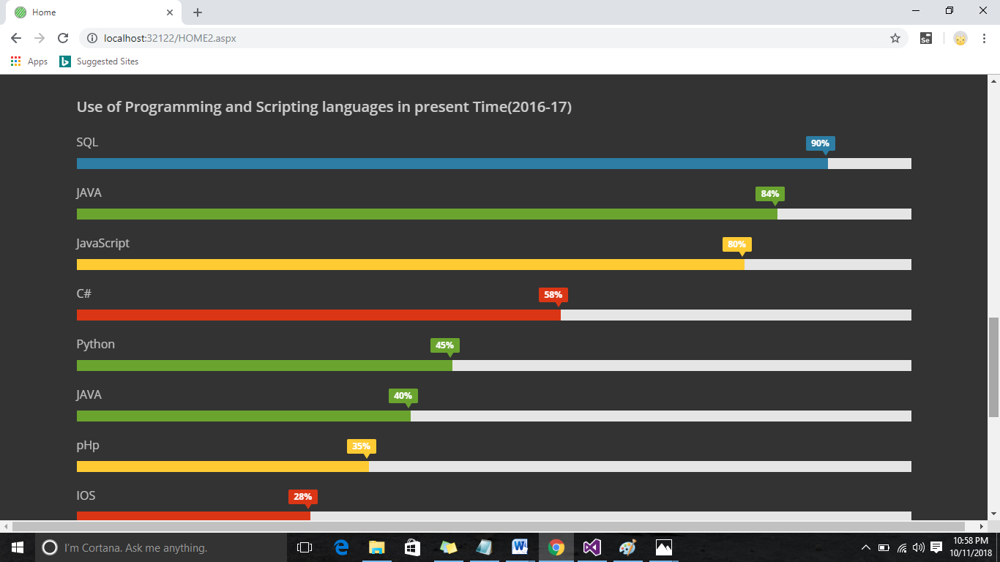 Home
localhost:32122/HOME2.aspx
Se
Apps
Suggested Sites
Use of Programming and Scripting languages in present Time(2016-17)
SQL
90%
JAVA
84%
JavaScript
80%
C#
58%
Python
45%
JAVA
40%
pHp
35%
IOS
28%
I'm Cortana. Ask me anything.
10:58 PM
10/11/2018